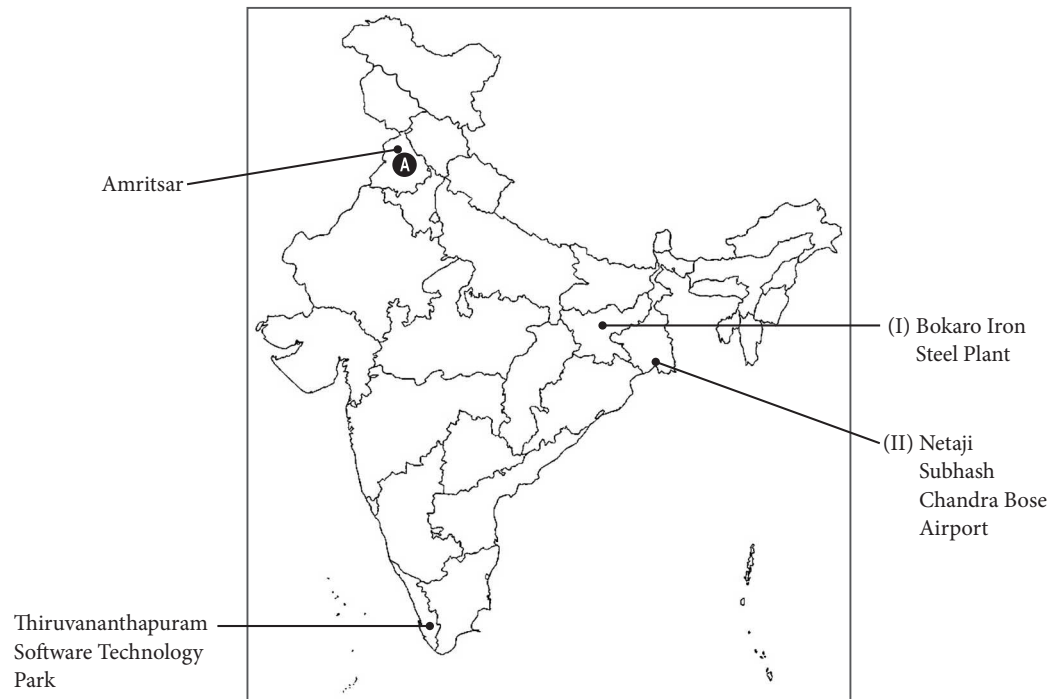 Amritsar
A
(I) Bokaro Iron
Steel Plant
(II) Netaji
Subhash
Chandra Bose
Airport
Thiruvananthapuram
Software Technology
Park